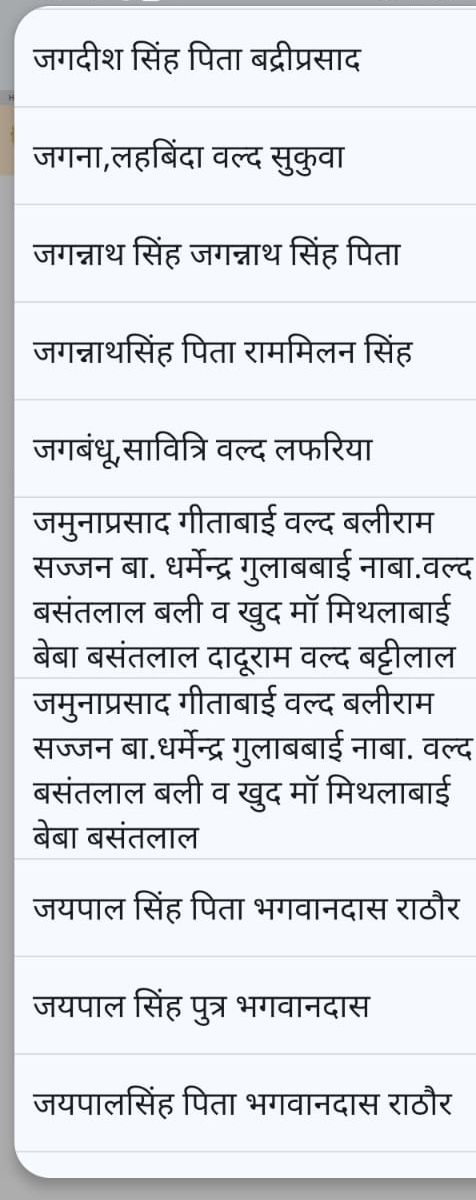 जगदीश सिंह पिता बद्रीप्रसाद
जगना,लहबिंदा वल्द सुकुवा
जगन्नाथ सिंह जगन्नाथ सिंह पिता
जगन्नाथसिंह पिता राममिलन सिंह
जगबंधू,सावित्रि वल्द लफरिया
जमुनाप्रसाद गीताबाई वल्द बलीराम
सज्जन बा. धर्मेन्द्र गुलाबबाई नाबा.वल्द
बसंतलाल बली व खुद मॉ मिथलाबाई
बेबा बसंतलाल दादूराम वल्द बट्टीलाल
जमुनाप्रसाद गीताबाई वल्द बलीराम
सज्जन बा.धर्मेन्द्र गुलाबबाई नाबा. वल्द
बसंतलाल बली व खुद मॉ मिथलाबाई
बेबा बसंतलाल
जयपाल सिंह पिता भगवानदास राठौर
जयपाल सिंह पुत्र भगवानदास
जयपालसिंह पिता भगवानदास राठौर